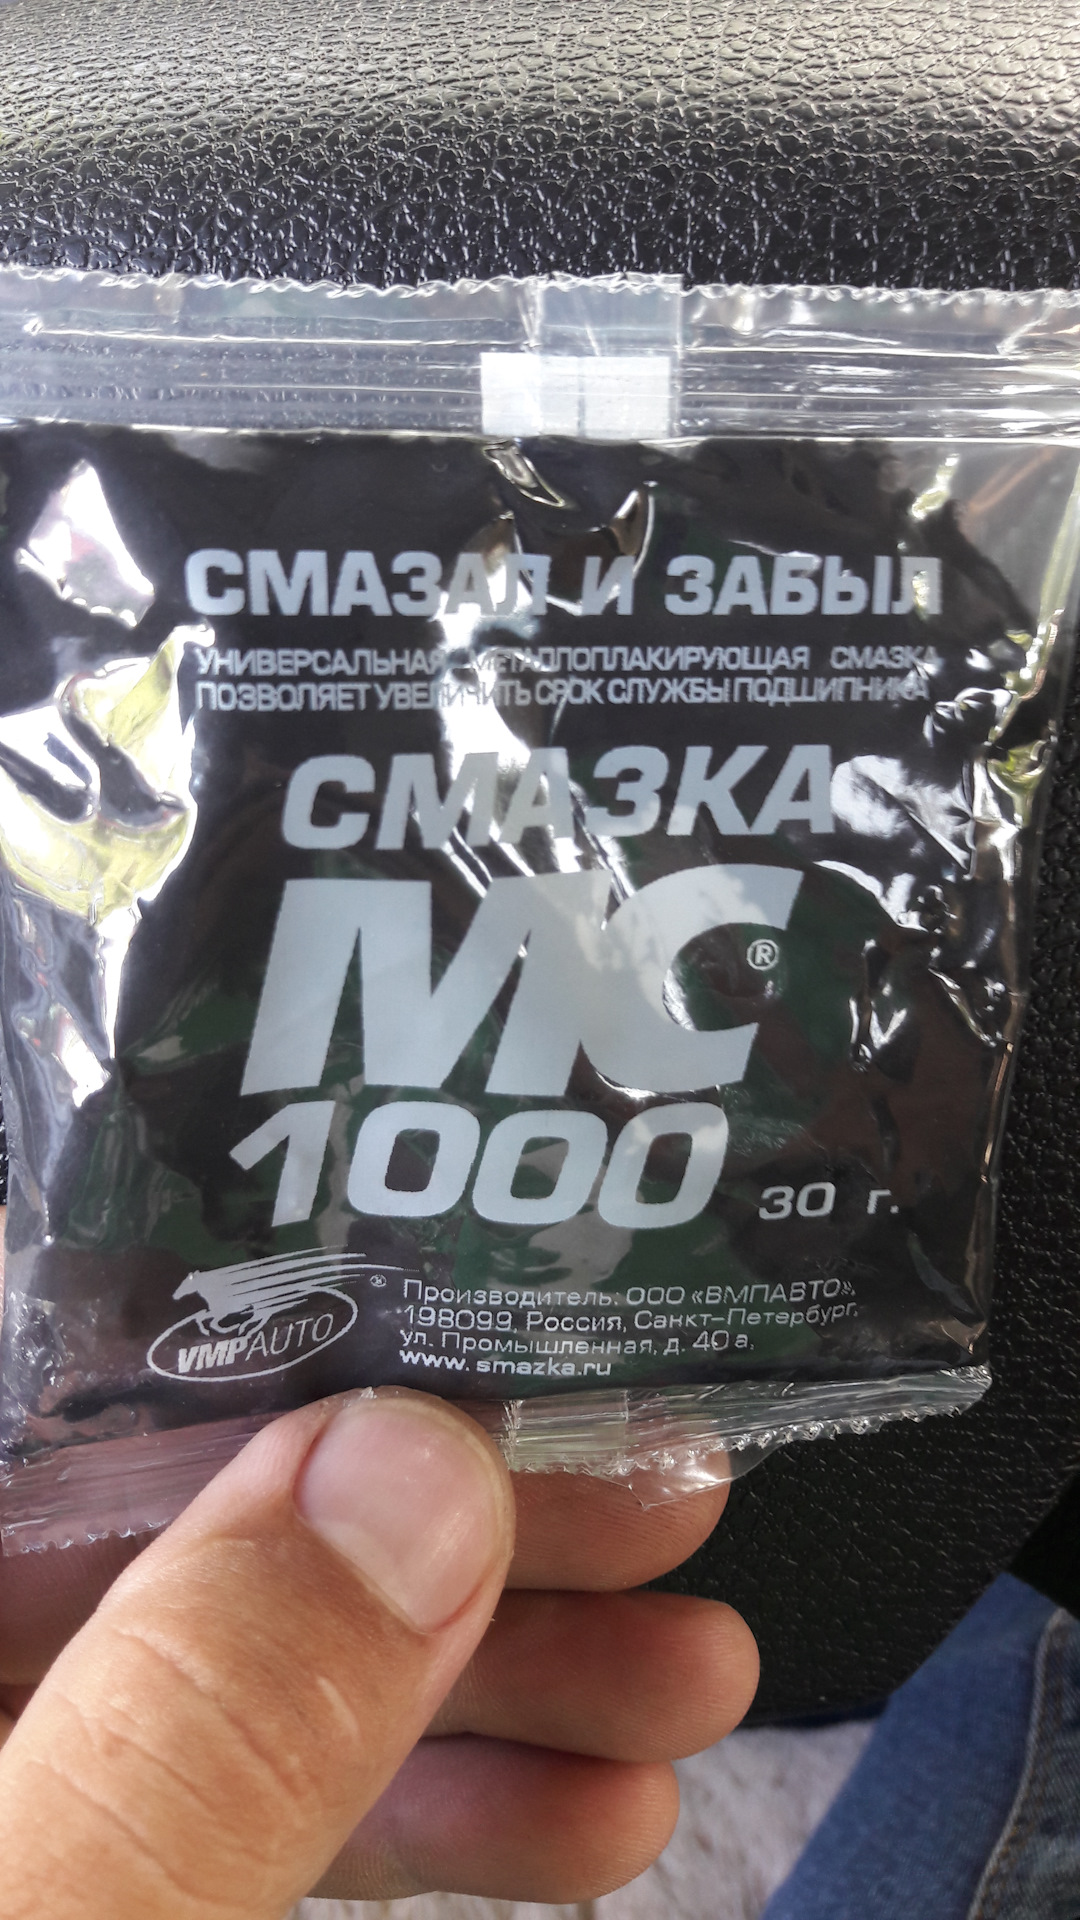 СМАЗАЛ И ЗАБЫЛ
УНИВЕРСАЛЬНАЯ МЕТАЛЛОПЛАКИРУЮЩАЯ СМАЗКА
ПОЗВОЛЯЕТ УВЕЛИЧИТЬ СРОК СЛУЖБЫ ПОДШИПНИКА
СМАЗКА
МС®
1000 30 г.
VMPAUTO ®
Производитель: ООО «ВМПАВТО»,
198099, Россия, Санкт-Петербург,
ул. Промышленная, д. 40 а,
www.smazka.ru